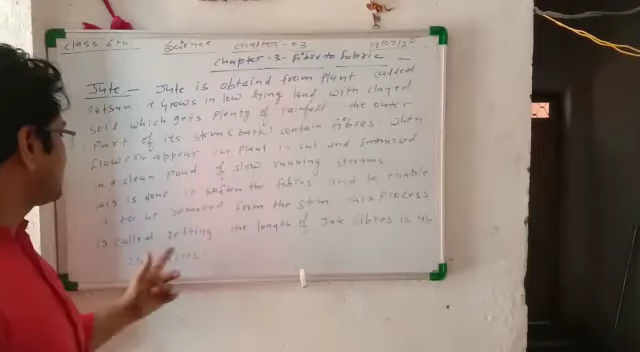 Class-6th Science Chapter-03
Chapter-3-Fibre to Fabric
Jute - Jute is obtaind from Plant called
Patsun it Grows in low lying land with clayed
soil which gets plenty of rainfall the outer
part of its stem (bark) contain fibres. when
flowers appear the plant is cut and immersed
in a clean pond of slow running streams
this is done to soften the fibres and to enable
to be removed from the stem this process
is called retting the length of Jute fibres is